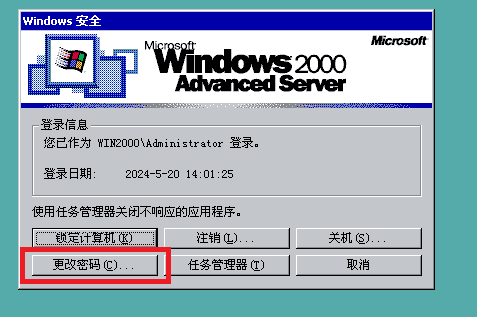 Windows 安全
Microsoft
Microsoft
Windows 2000
Advanced Server
登录信息
您已作为 WIN2000\Administrator 登录。
登录日期: 2024-5-20 14:01:25
使用任务管理器关闭不响应的应用程序。
锁定计算机(K) 注销(L)... 关机(S)...
更改密码(C)... 任务管理器(T) 取消